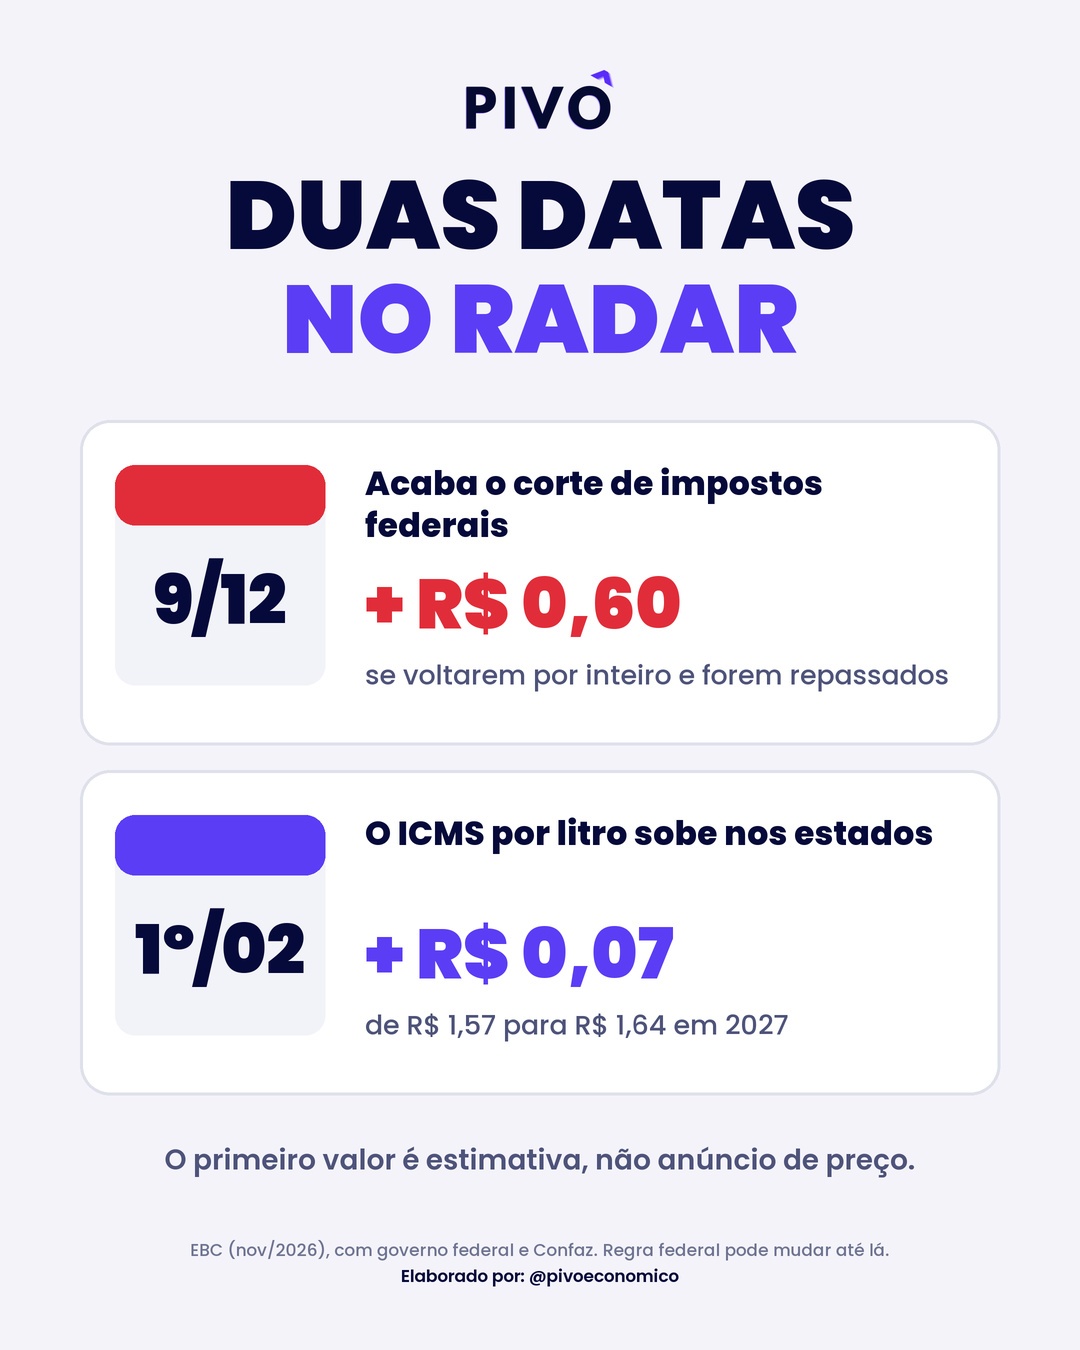 PIVÔ
DUAS DATAS
NO RADAR
9/12
Acaba o corte de impostos
federais
+ R$ 0,60
se voltarem por inteiro e forem repassados
1º/02
O ICMS por litro sobe nos estados
+ R$ 0,07
de R$ 1,57 para R$ 1,64 em 2027
O primeiro valor é estimativa, não anúncio de preço.
EBC (nov/2026), com governo federal e Confaz. Regra federal pode mudar até lá.
Elaborado por: @pivoeconomico